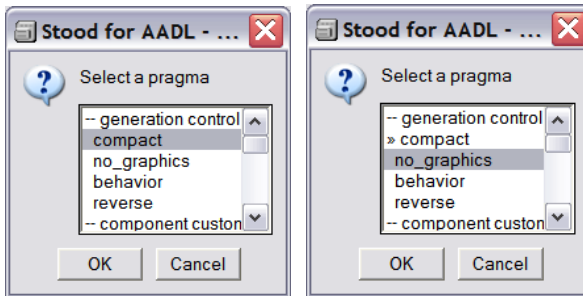 Stood for AADL - ...
Select a pragma
-- generation control
compact
no_graphics
behavior
reverse
-- component custon
OK Cancel
Stood for AADL - ...
Select a pragma
-- generation control
» compact
no_graphics
behavior
reverse
-- component custon
OK Cancel